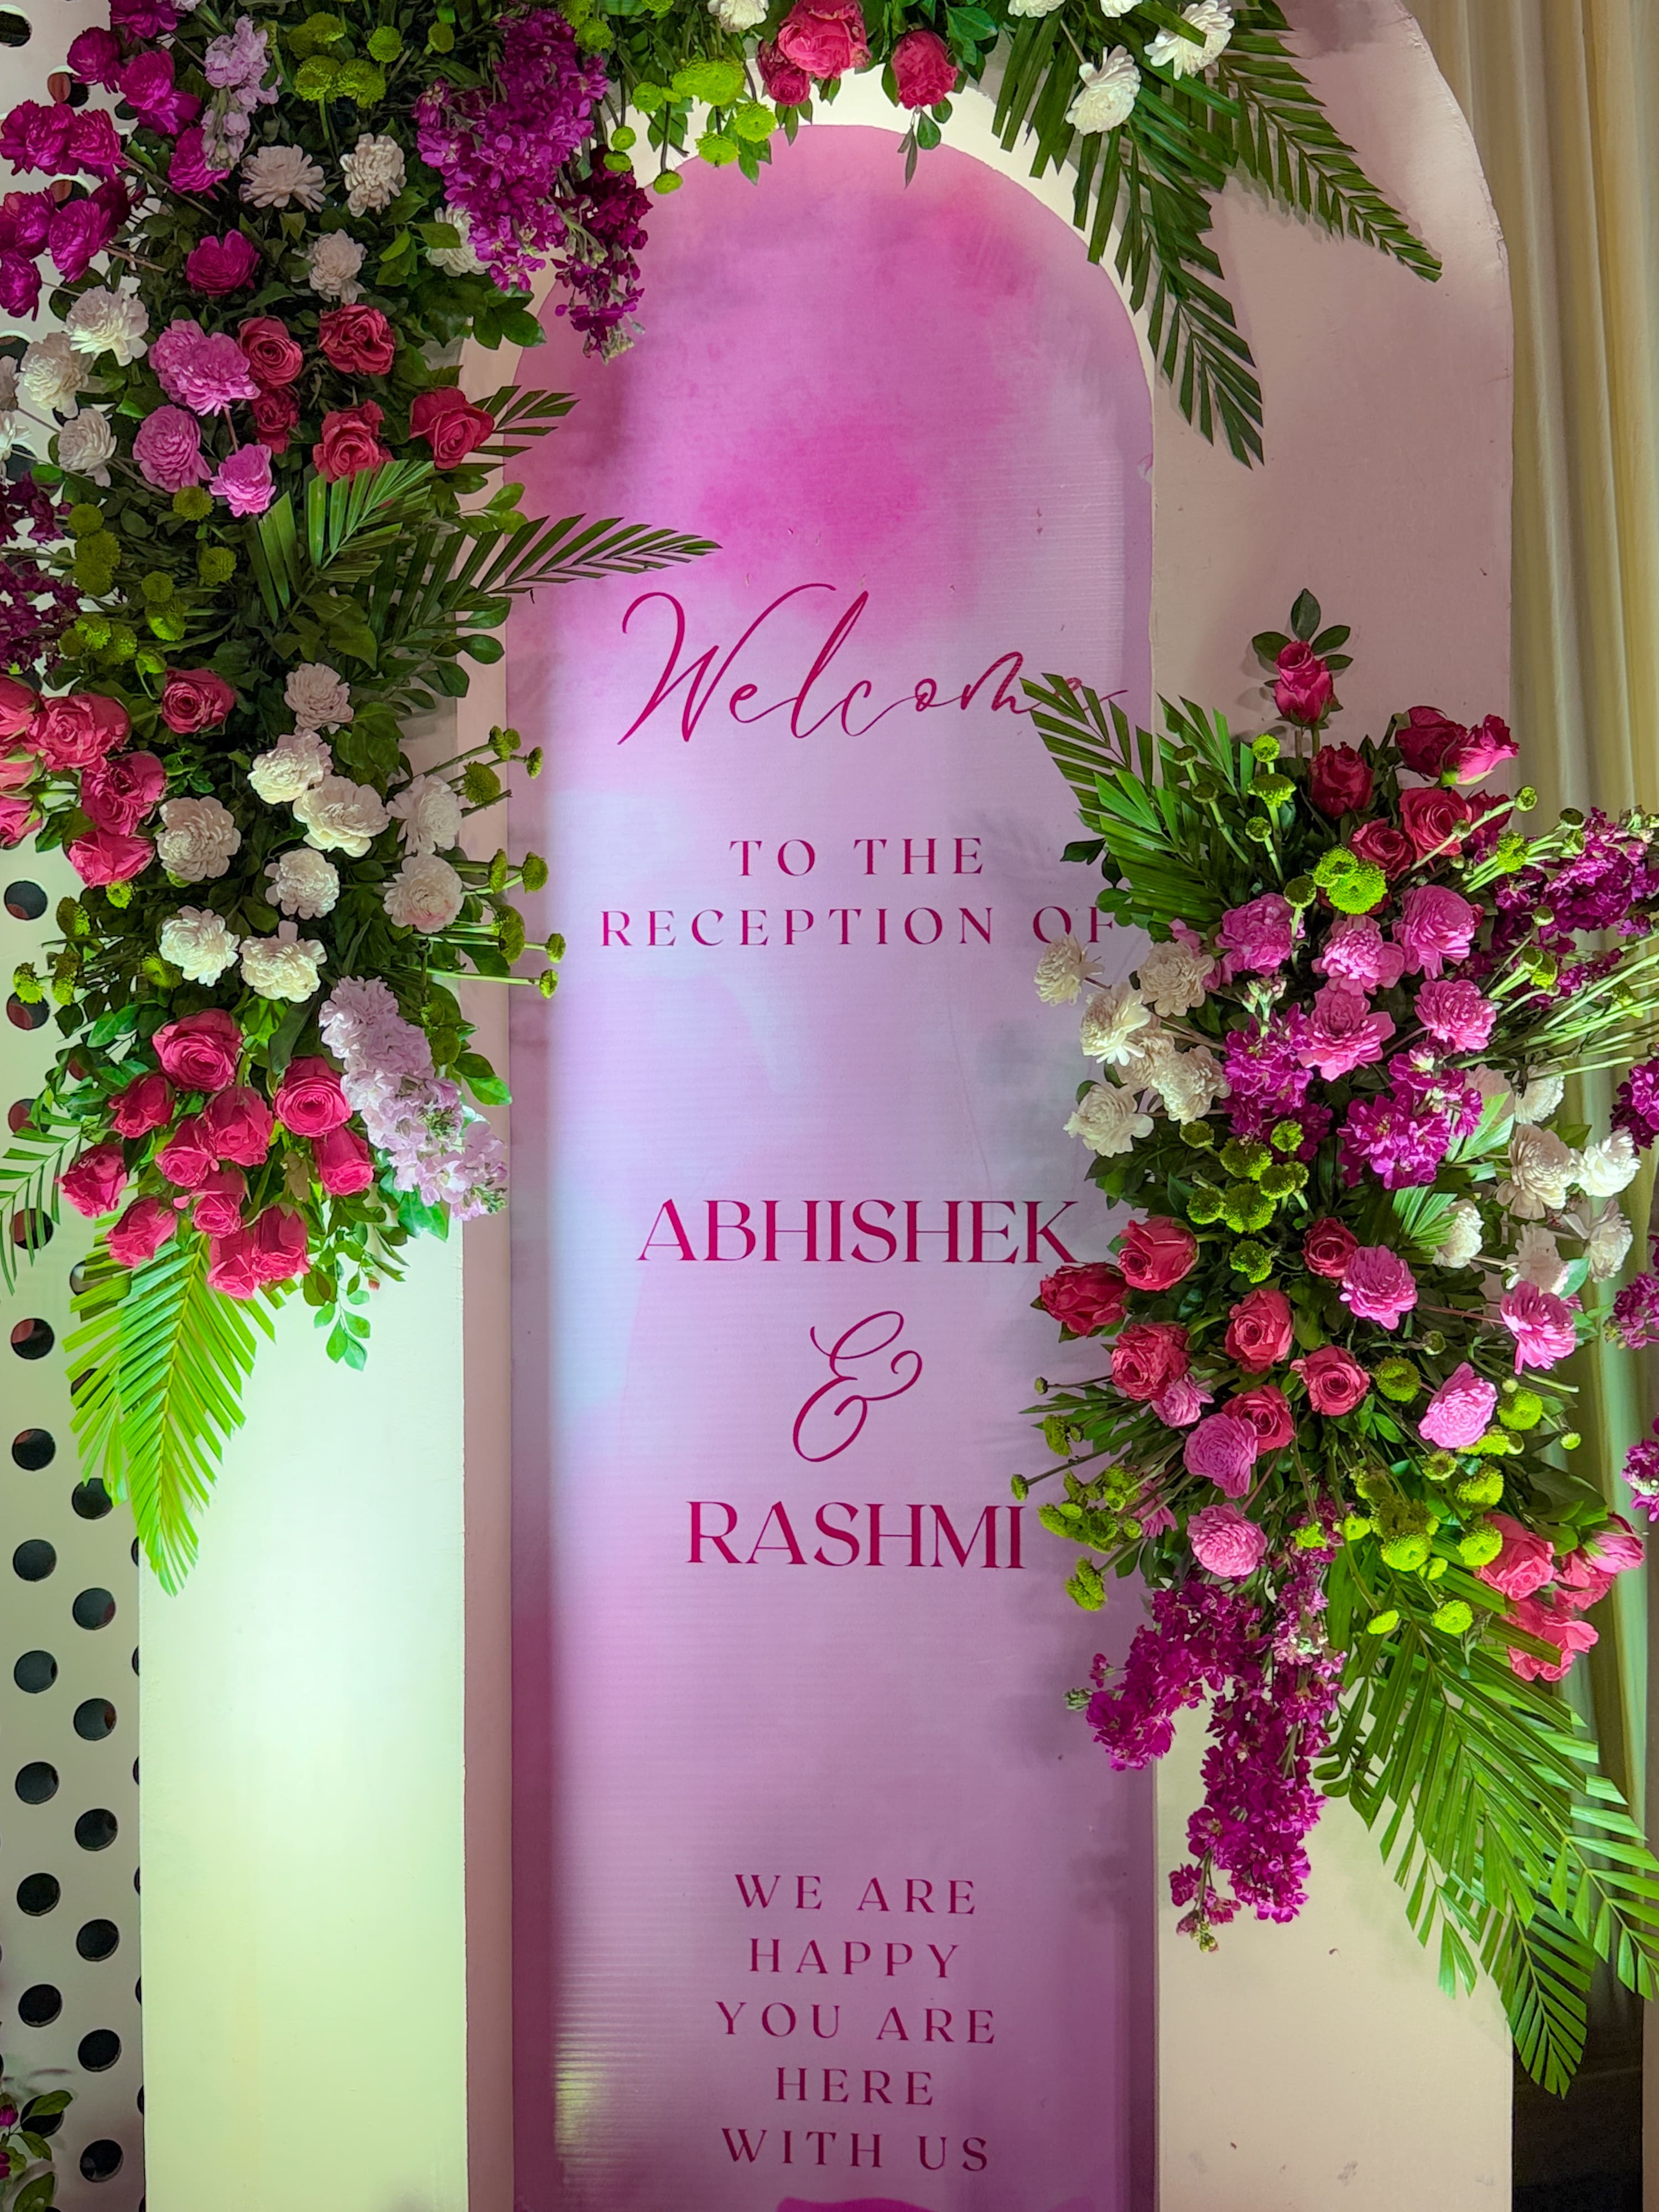 Welcome
TO THE
RECEPTION OF
ABHISHEK
&
RASHMI
WE ARE
HAPPY
YOU ARE
HERE
WITH US